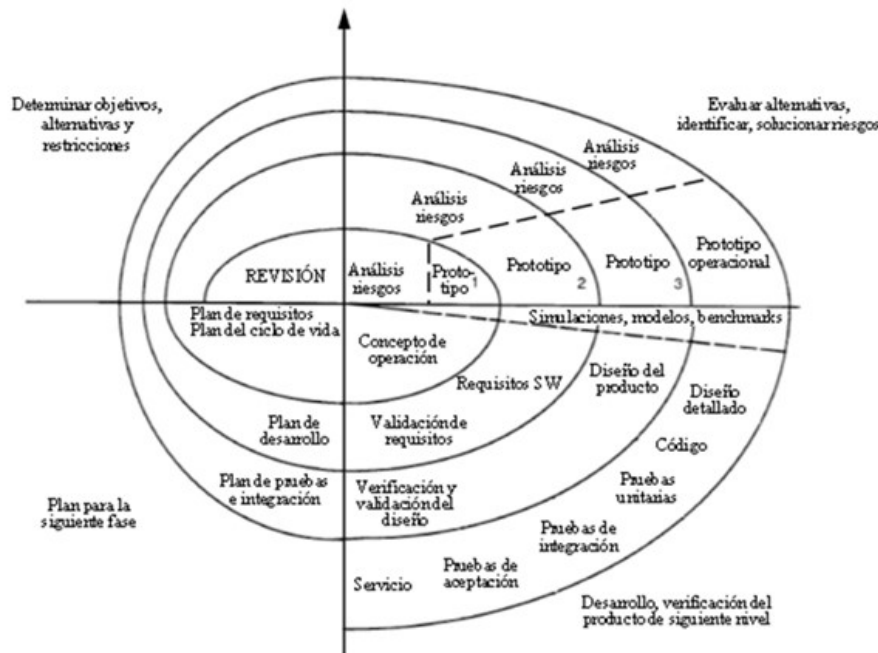 Determinar objetivos,
alternativas y
restricciones
Evaluar alternativas,
identificar, solucionar riesgos
Análisis
riesgos
Análisis
riesgos
Análisis
riesgos
Análisis
riesgos
REVISIÓN
Proto-
tipo 1
Prototipo 2
Prototipo 3
Prototipo
operacional
Simulaciones, modelos, benchmarks
Plan de requisitos
Plan del ciclo de vida
Concepto de
operación
Requisitos SW
Diseño del
producto
Diseño
detallado
Plan de
desarrollo
Validación de
requisitos
Código
Plan de pruebas
e integración
Verificación y
validación del
diseño
Pruebas
unitarias
Plan para la
siguiente fase
Pruebas de
integración
Pruebas de
aceptación
Servicio
Desarrollo, verificación del
producto de siguiente nivel